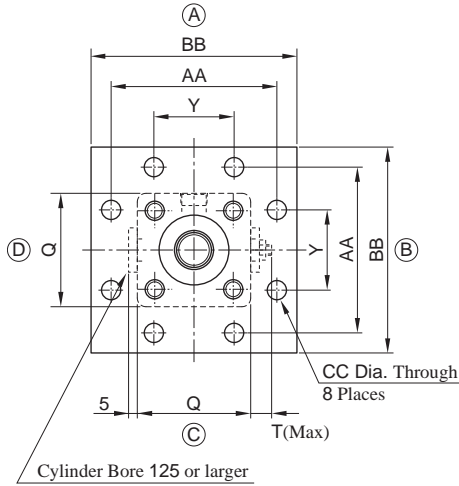 A
BB
AA
Y
D
Q
Y
AA
BB
B
CC Dia. Through
8 Places
5
Q
T(Max)
C
Cylinder Bore 125 or larger